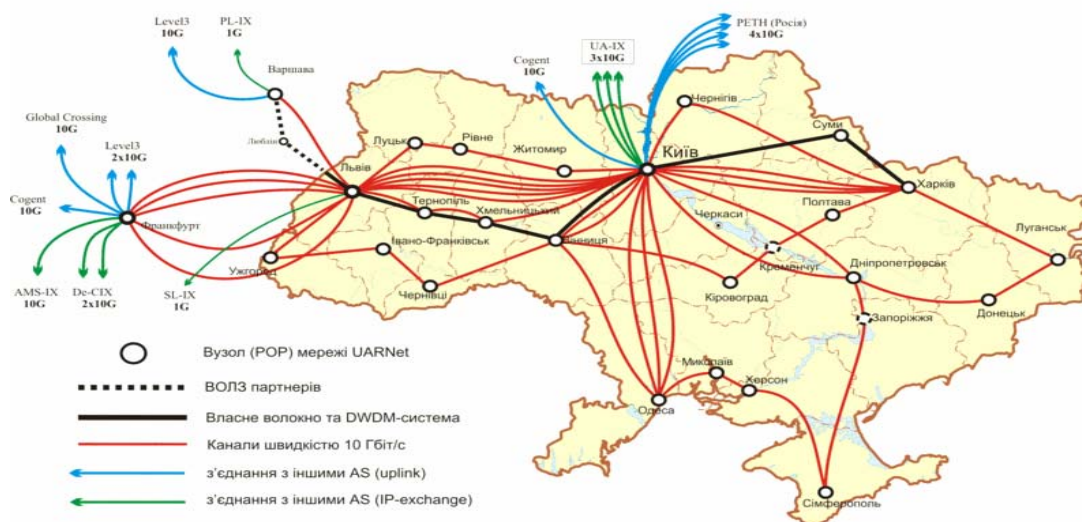 Level3
10G
PL-IX
1G
Варшава
Люблін
Global Crossing
10G
Level3
2x10G
Cogent
10G
Франкфурт
AMS-IX
10G
De-CIX
2x10G
SL-IX
1G
Cogent
10G
UA-IX
3x10G
РЕТН (Росія)
4x10G
Чернігів
Суми
Луцьк
Рівне
Житомир
Київ
Львів
Харків
Тернопіль
Хмельницький
Полтава
Черкаси
Луганськ
Івано-Франківськ
Вінниця
Ужгород
Кременчуг
Дніпропетровськ
Чернівці
Кіровоград
Донецьк
Запоріжжя
Миколаїв
Херсон
Одеса
Сімферополь
Вузол (POP) мережі UARNet
ВОЛЗ партнерів
Власне волокно та DWDM-система
Канали швидкістю 10 Гбіт/с
з’єднання з іншими AS (uplink)
з’єднання з іншими AS (IP-exchange)